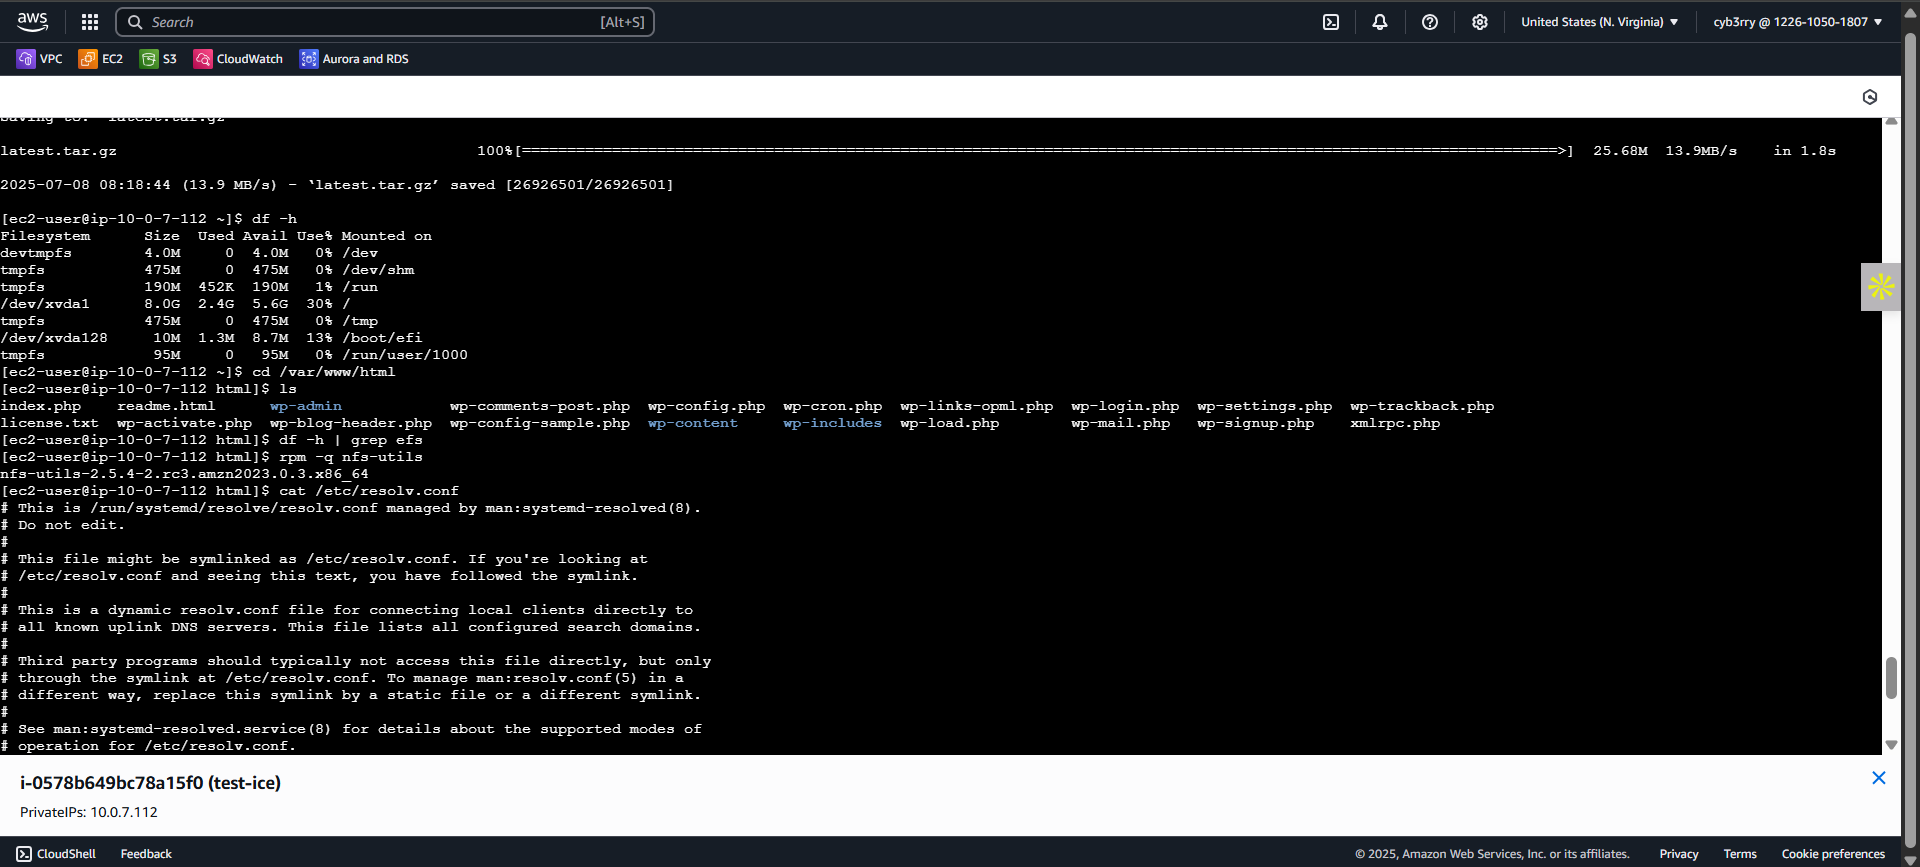 aws
Search [Alt+S]
United States (N. Virginia) cyb3rry @ 1226-1050-1807
VPC EC2 S3 CloudWatch Aurora and RDS
Saving to: 'latest.tar.gz'
latest.tar.gz 100%[===================================================================================================================>] 25.68M 13.9MB/s in 1.8s
2025-07-08 08:18:44 (13.9 MB/s) - ‘latest.tar.gz’ saved [26926501/26926501]
[ec2-user@ip-10-0-7-112 ~]$ df -h
Filesystem Size Used Avail Use% Mounted on
devtmpfs 4.0M 0 4.0M 0% /dev
tmpfs 475M 0 475M 0% /dev/shm
tmpfs 190M 452K 190M 1% /run
/dev/xvda1 8.0G 2.4G 5.6G 30% /
tmpfs 475M 0 475M 0% /tmp
/dev/xvda128 10M 1.3M 8.7M 13% /boot/efi
tmpfs 95M 0 95M 0% /run/user/1000
[ec2-user@ip-10-0-7-112 ~]$ cd /var/www/html
[ec2-user@ip-10-0-7-112 html]$ ls
index.php readme.html wp-admin wp-comments-post.php wp-config.php wp-cron.php wp-links-opml.php wp-login.php wp-settings.php wp-trackback.php
license.txt wp-activate.php wp-blog-header.php wp-config-sample.php wp-content wp-includes wp-load.php wp-mail.php wp-signup.php xmlrpc.php
[ec2-user@ip-10-0-7-112 html]$ df -h | grep efs
[ec2-user@ip-10-0-7-112 html]$ rpm -q nfs-utils
nfs-utils-2.5.4-2.rc3.amzn2023.0.3.x86_64
[ec2-user@ip-10-0-7-112 html]$ cat /etc/resolv.conf
# This is /run/systemd/resolve/resolv.conf managed by man:systemd-resolved(8).
# Do not edit.
#
# This file might be symlinked as /etc/resolv.conf. If you're looking at
# /etc/resolv.conf and seeing this text, you have followed the symlink.
#
# This is a dynamic resolv.conf file for connecting local clients directly to
# all known uplink DNS servers. This file lists all configured search domains.
#
# Third party programs should typically not access this file directly, but only
# through the symlink at /etc/resolv.conf. To manage man:resolv.conf(5) in a
# different way, replace this symlink by a static file or a different symlink.
#
# See man:systemd-resolved.service(8) for details about the supported modes of
# operation for /etc/resolv.conf.
i-0578b649bc78a15f0 (test-ice)
PrivateIPs: 10.0.7.112
CloudShell Feedback © 2025, Amazon Web Services, Inc. or its affiliates. Privacy Terms Cookie preferences